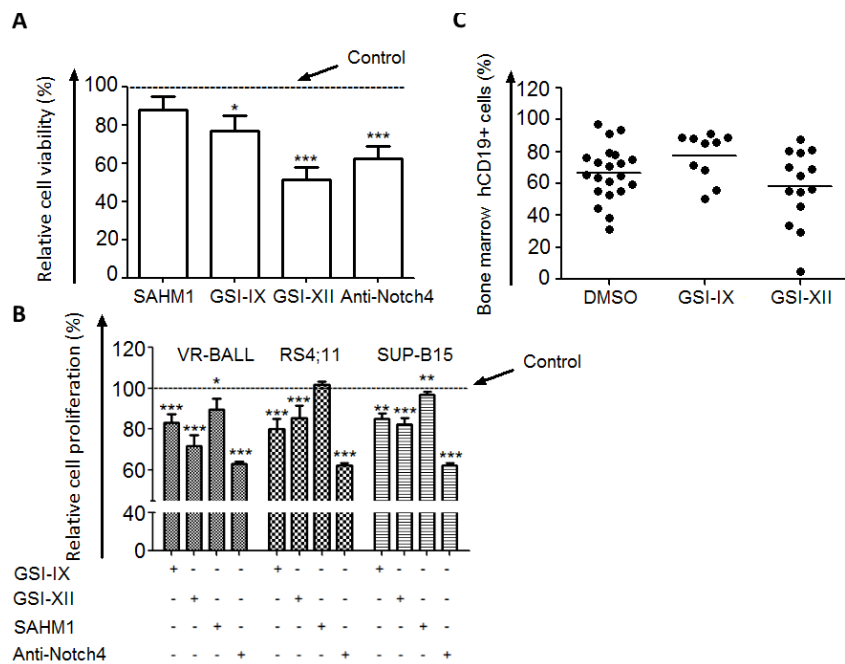 A
Control
Relative cell viability (%)
100
80
60
40
20
0
*
***
***
SAHM1 GSI-IX GSI-XII Anti-Notch4
C
Bone marrow hCD19+ cells (%)
120
100
80
60
40
20
0
DMSO GSI-IX GSI-XII
B
Relative cell proliferation (%)
120
100
80
60
40
0
VR-BALL RS4;11 SUP-B15
Control
*** *** * ***
*** *** ***
** *** ** ***
GSI-IX + - - - + - - - + - - -
GSI-XII - + - - - + - - - + - -
SAHM1 - - + - - - + - - - + -
Anti-Notch4 - - - + - - - + - - - +